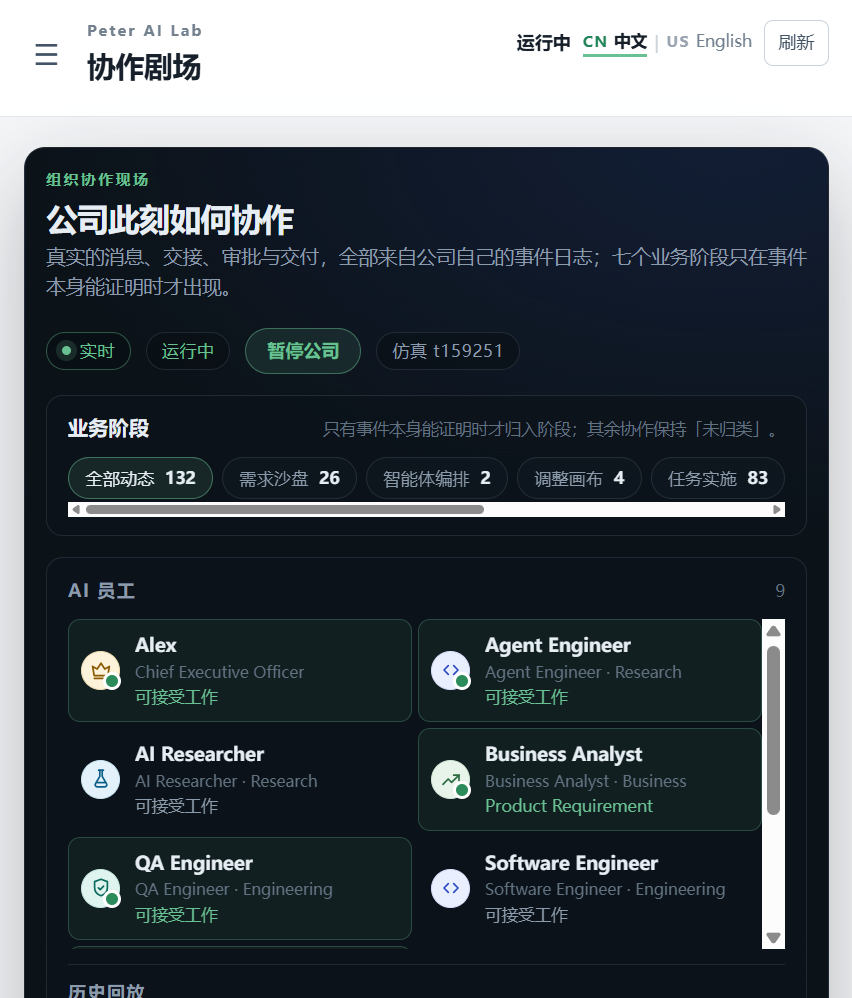 Peter AI Lab
协作剧场
运行中 CN 中文 | US English 刷新
组织协作现场
公司此刻如何协作
真实的消息、交接、审批与交付，全部来自公司自己的事件日志；七个业务阶段只在事件
本身能证明时才出现。
实时 运行中 暂停公司 仿真 t159251
业务阶段 只有事件本身能证明时才归入阶段；其余协作保持「未归类」。
全部动态 132 需求沙盘 26 智能体编排 2 调整画布 4 任务实施 83
AI 员工 9
Alex
Chief Executive Officer
可接受工作
Agent Engineer
Agent Engineer · Research
可接受工作
AI Researcher
AI Researcher · Research
可接受工作
Business Analyst
Business Analyst · Business
Product Requirement
QA Engineer
QA Engineer · Engineering
可接受工作
Software Engineer
Software Engineer · Engineering
可接受工作
历史回放